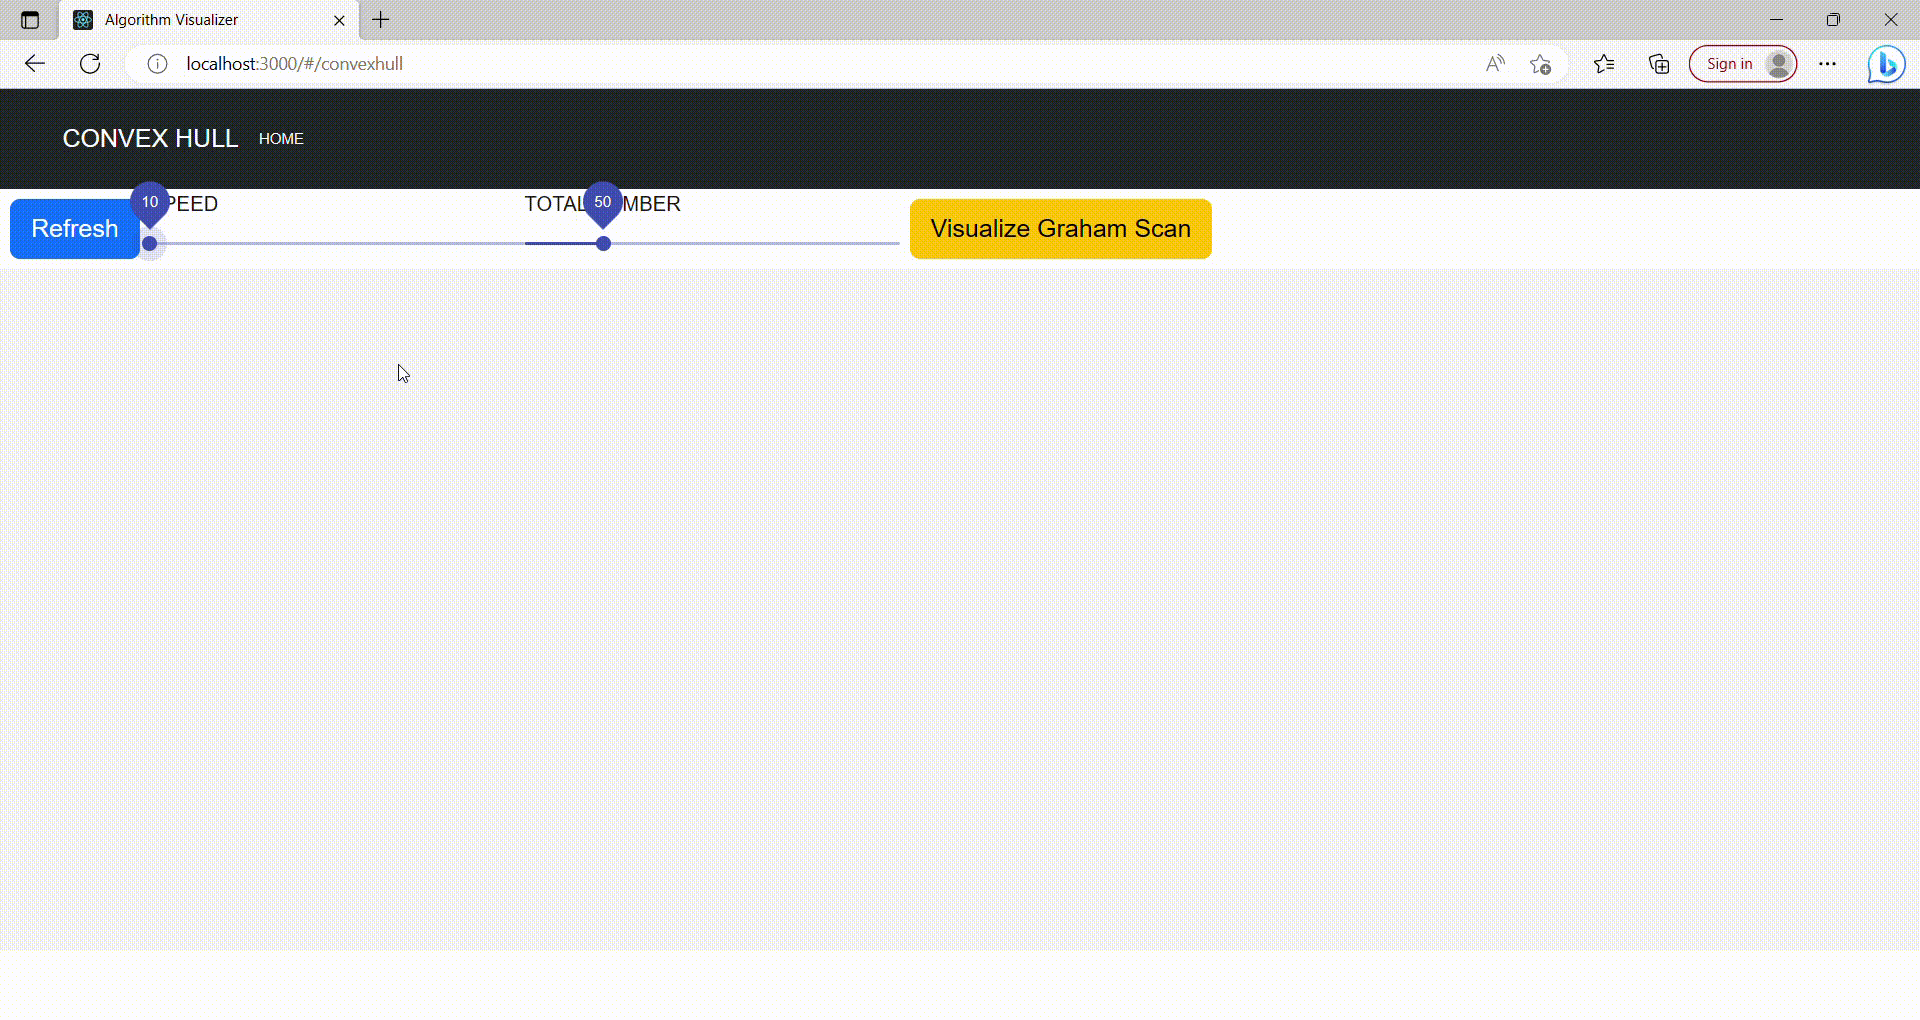 Algorithm Visualizer
localhost:3000/#/convexhull
Sign in
CONVEX HULL HOME
10 PEED TOTAL 50 MBER
Refresh
Visualize Graham Scan